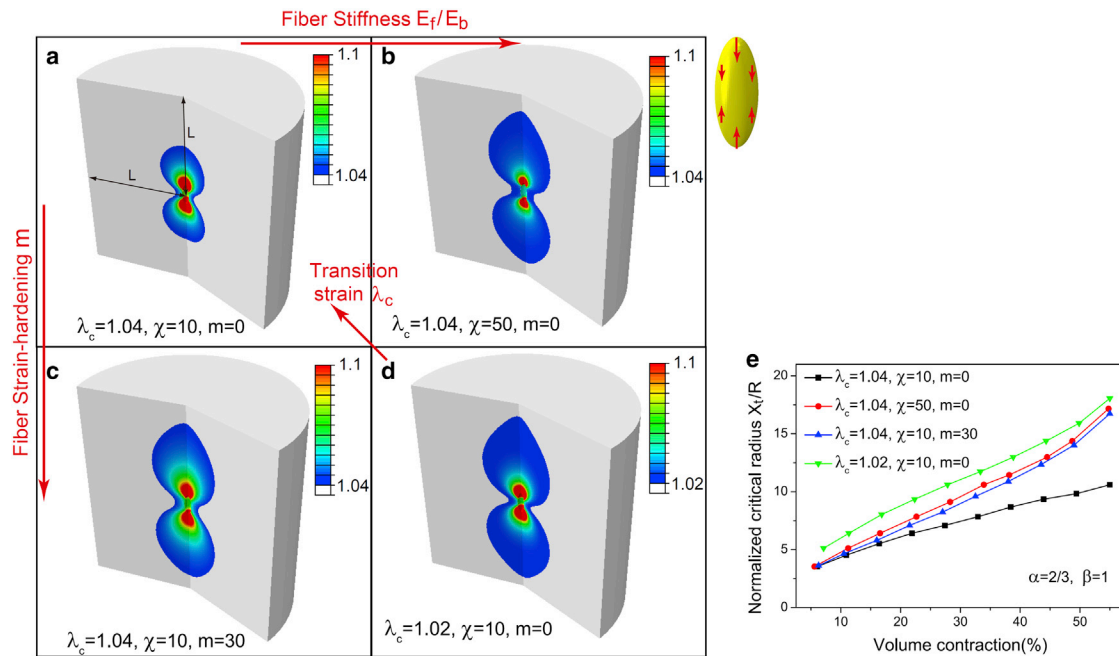 Fiber Stiffness E_f/E_b
a
1.1
1.04
L
L
λ_c=1.04, χ=10, m=0
b
1.1
1.04
λ_c=1.04, χ=50, m=0
Fiber Strain-hardening m
Transition
strain λ_c
c
1.1
1.04
λ_c=1.04, χ=10, m=30
d
1.1
1.02
λ_c=1.02, χ=10, m=0
e
λ_c=1.04, χ=10, m=0
λ_c=1.04, χ=50, m=0
λ_c=1.04, χ=10, m=30
λ_c=1.02, χ=10, m=0
Normalized critical radius X_t/R
20
15
10
5
0
α=2/3, β=1
10 20 30 40 50
Volume contraction(%)